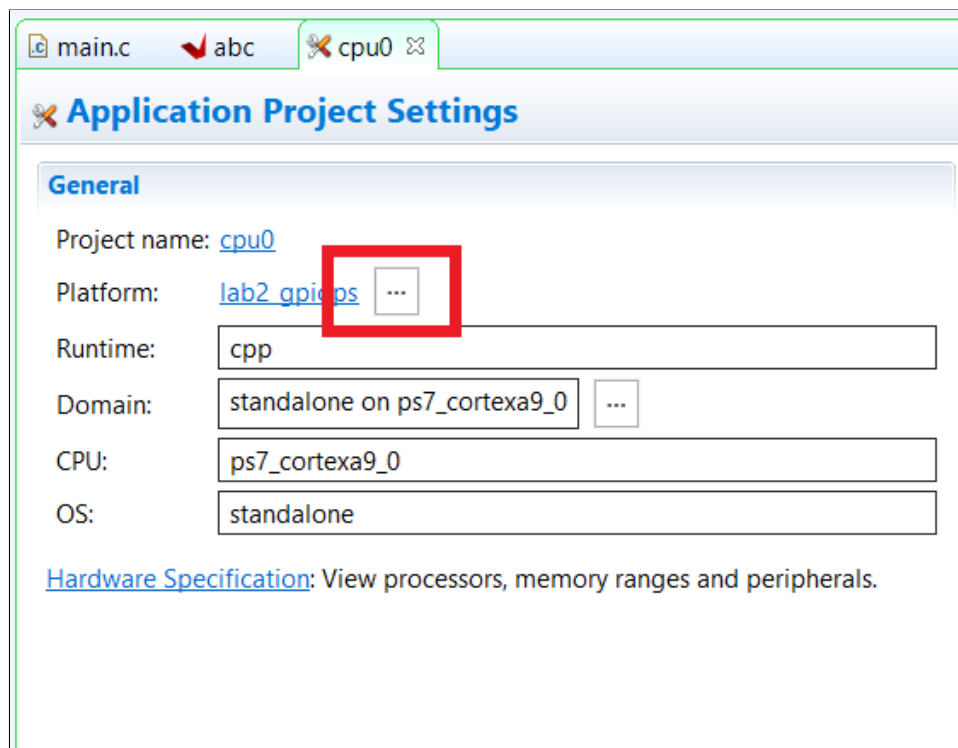 main.c abc cpu0
Application Project Settings
General
Project name: cpu0
Platform: lab2_gpiops ...
Runtime: cpp
Domain: standalone on ps7_cortexa9_0 ...
CPU: ps7_cortexa9_0
OS: standalone
Hardware Specification: View processors, memory ranges and peripherals.